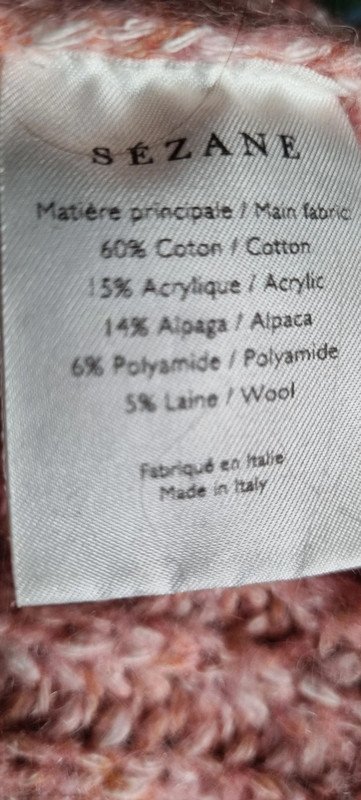 SÉZANE
Matière principale / Main fabric
60% Coton / Cotton
15% Acrylique / Acrylic
14% Alpaga / Alpaca
6% Polyamide / Polyamide
5% Laine / Wool
Fabriqué en Italie
Made in Italy